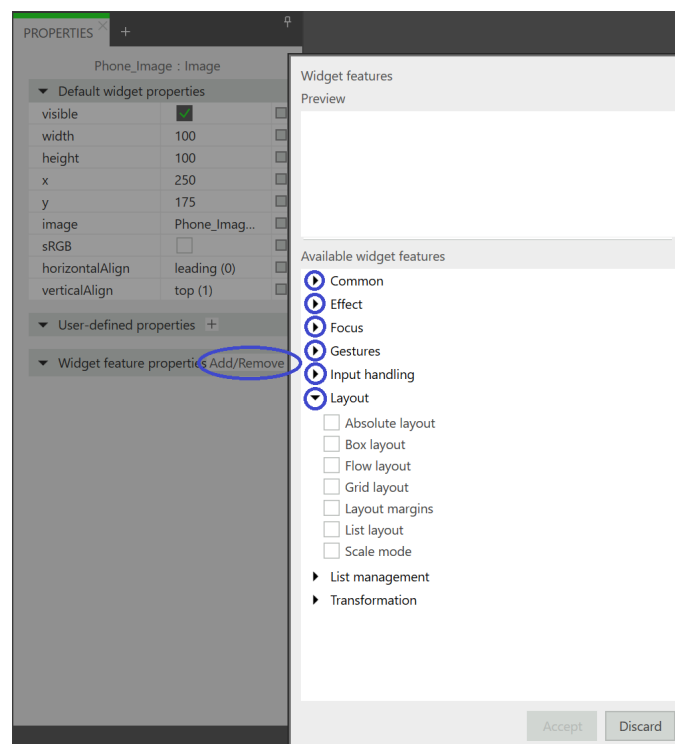 PROPERTIES × +
Phone_Image : Image
Default widget properties
visible
width 100
height 100
x 250
y 175
image Phone_Imag...
sRGB
horizontalAlign leading (0)
verticalAlign top (1)
User-defined properties +
Widget feature properties Add/Remove
Widget features
Preview
Available widget features
Common
Effect
Focus
Gestures
Input handling
Layout
Absolute layout
Box layout
Flow layout
Grid layout
Layout margins
List layout
Scale mode
List management
Transformation
Accept Discard